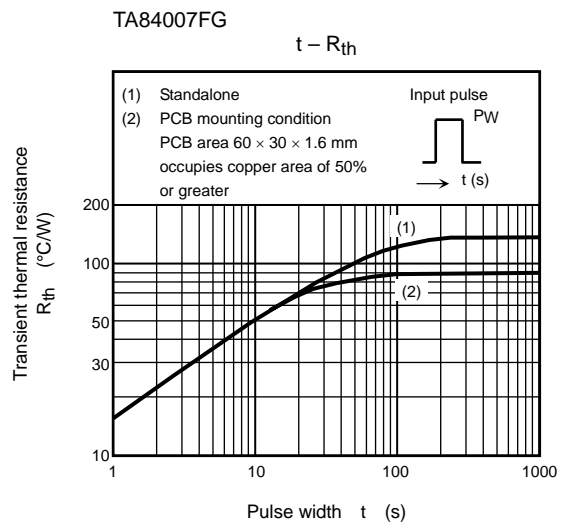 TA84007FG
t – Rth
(1) Standalone
(2) PCB mounting condition
PCB area 60 × 30 × 1.6 mm
occupies copper area of 50%
or greater
Input pulse
PW
t (s)
Transient thermal resistance
Rth (°C/W)
200
100
50
30
10
(1)
(2)
1
10
100
1000
Pulse width t (s)